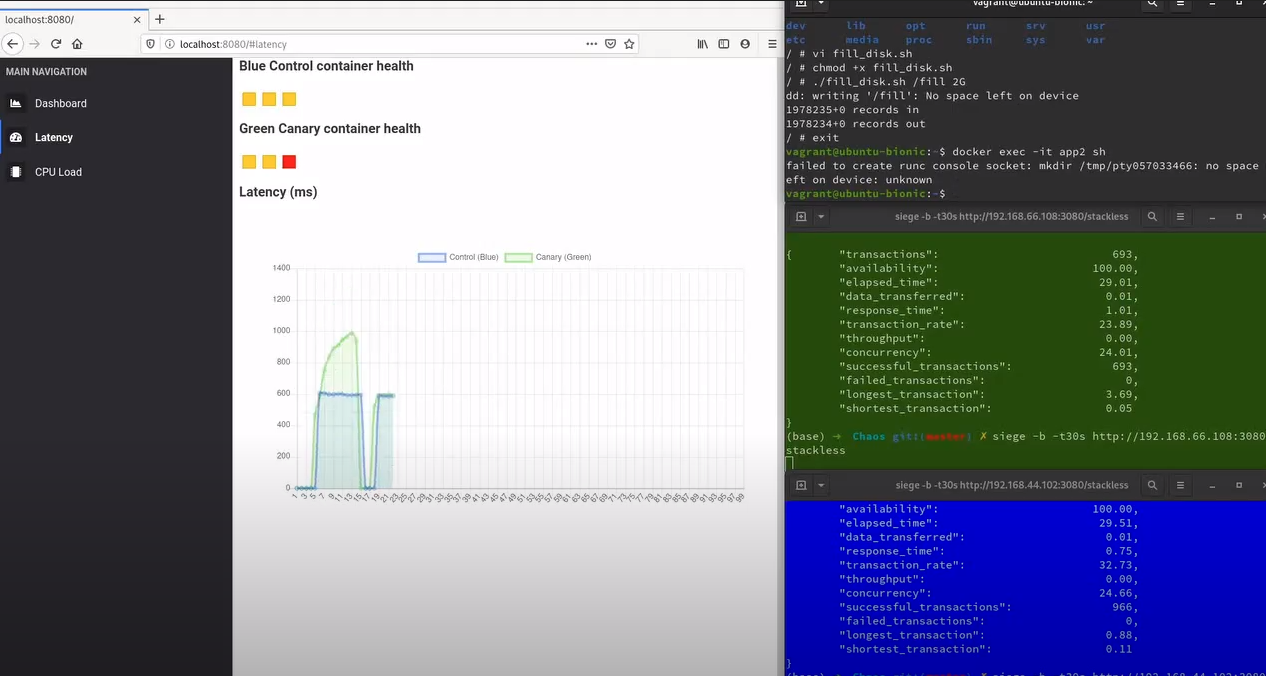 localhost:8080/
localhost:8080/#latency
MAIN NAVIGATION
Dashboard
Latency
CPU Load
Blue Control container health
Green Canary container health
Latency (ms)
Control (Blue) Canary (Green)
1400
1200
1000
800
600
400
200
0
1 3 5 7 9 11 13 15 17 19 21 23 25 27 29 31 33 35 37 39 41 43 45 47 49 51 53 55 57 59 61 63 65 67 69 71 73 75 77 79 81 83 85 87 89 91 93 95 97 99
vagrant@ubuntu-bionic: ~
dev lib opt run srv usr
etc media proc sbin sys var
/ # vi fill_disk.sh
/ # chmod +x fill_disk.sh
/ # ./fill_disk.sh /fill 2G
dd: writing '/fill': No space left on device
1978235+0 records in
1978234+0 records out
/ # exit
vagrant@ubuntu-bionic:~$ docker exec -it app2 sh
failed to create runc console socket: mkdir /tmp/pty057033466: no space
eft on device: unknown
vagrant@ubuntu-bionic:~$
siege -b -t30s http://192.168.66.108:3080/stackless
{ "transactions": 693,
"availability": 100.00,
"elapsed_time": 29.01,
"data_transferred": 0.01,
"response_time": 1.01,
"transaction_rate": 23.89,
"throughput": 0.00,
"concurrency": 24.01,
"successful_transactions": 693,
"failed_transactions": 0,
"longest_transaction": 3.69,
"shortest_transaction": 0.05
}
(base) → Chaos git:(master) ✗ siege -b -t30s http://192.168.66.108:3080
stackless
siege -b -t30s http://192.168.44.102:3080/stackless
"availability": 100.00,
"elapsed_time": 29.51,
"data_transferred": 0.01,
"response_time": 0.75,
"transaction_rate": 32.73,
"throughput": 0.00,
"concurrency": 24.66,
"successful_transactions": 966,
"failed_transactions": 0,
"longest_transaction": 0.88,
"shortest_transaction": 0.11
}